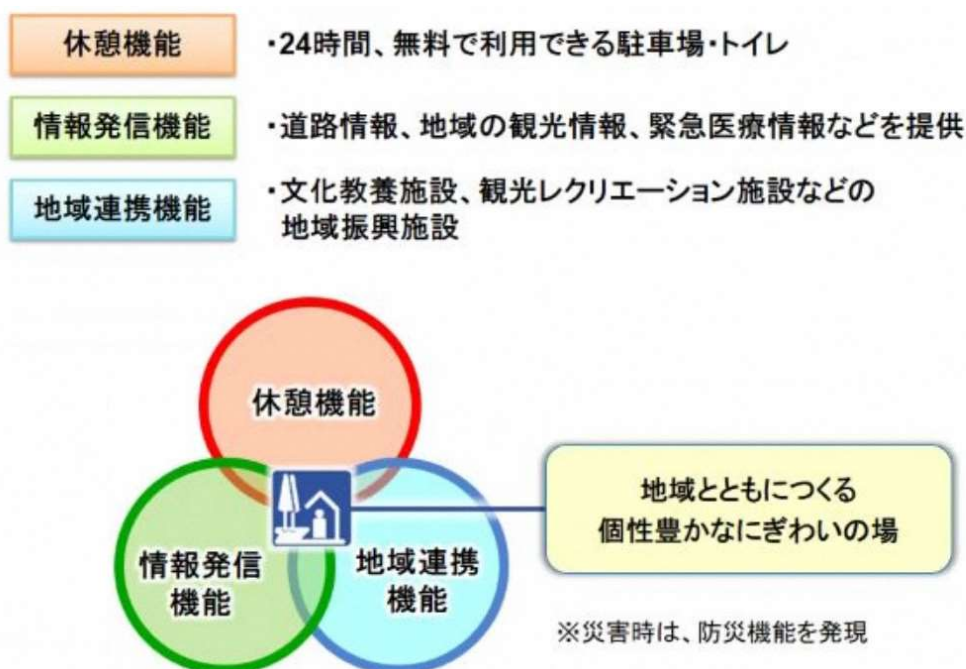 休憩機能
・24時間、無料で利用できる駐車場・トイレ
情報発信機能
・道路情報、地域の観光情報、緊急医療情報などを提供
地域連携機能
・文化教養施設、観光レクリエーション施設などの
地域振興施設
休憩機能
情報発信
機能
地域連携
機能
地域とともにつくる
個性豊かなにぎわいの場
※災害時は、防災機能を発現